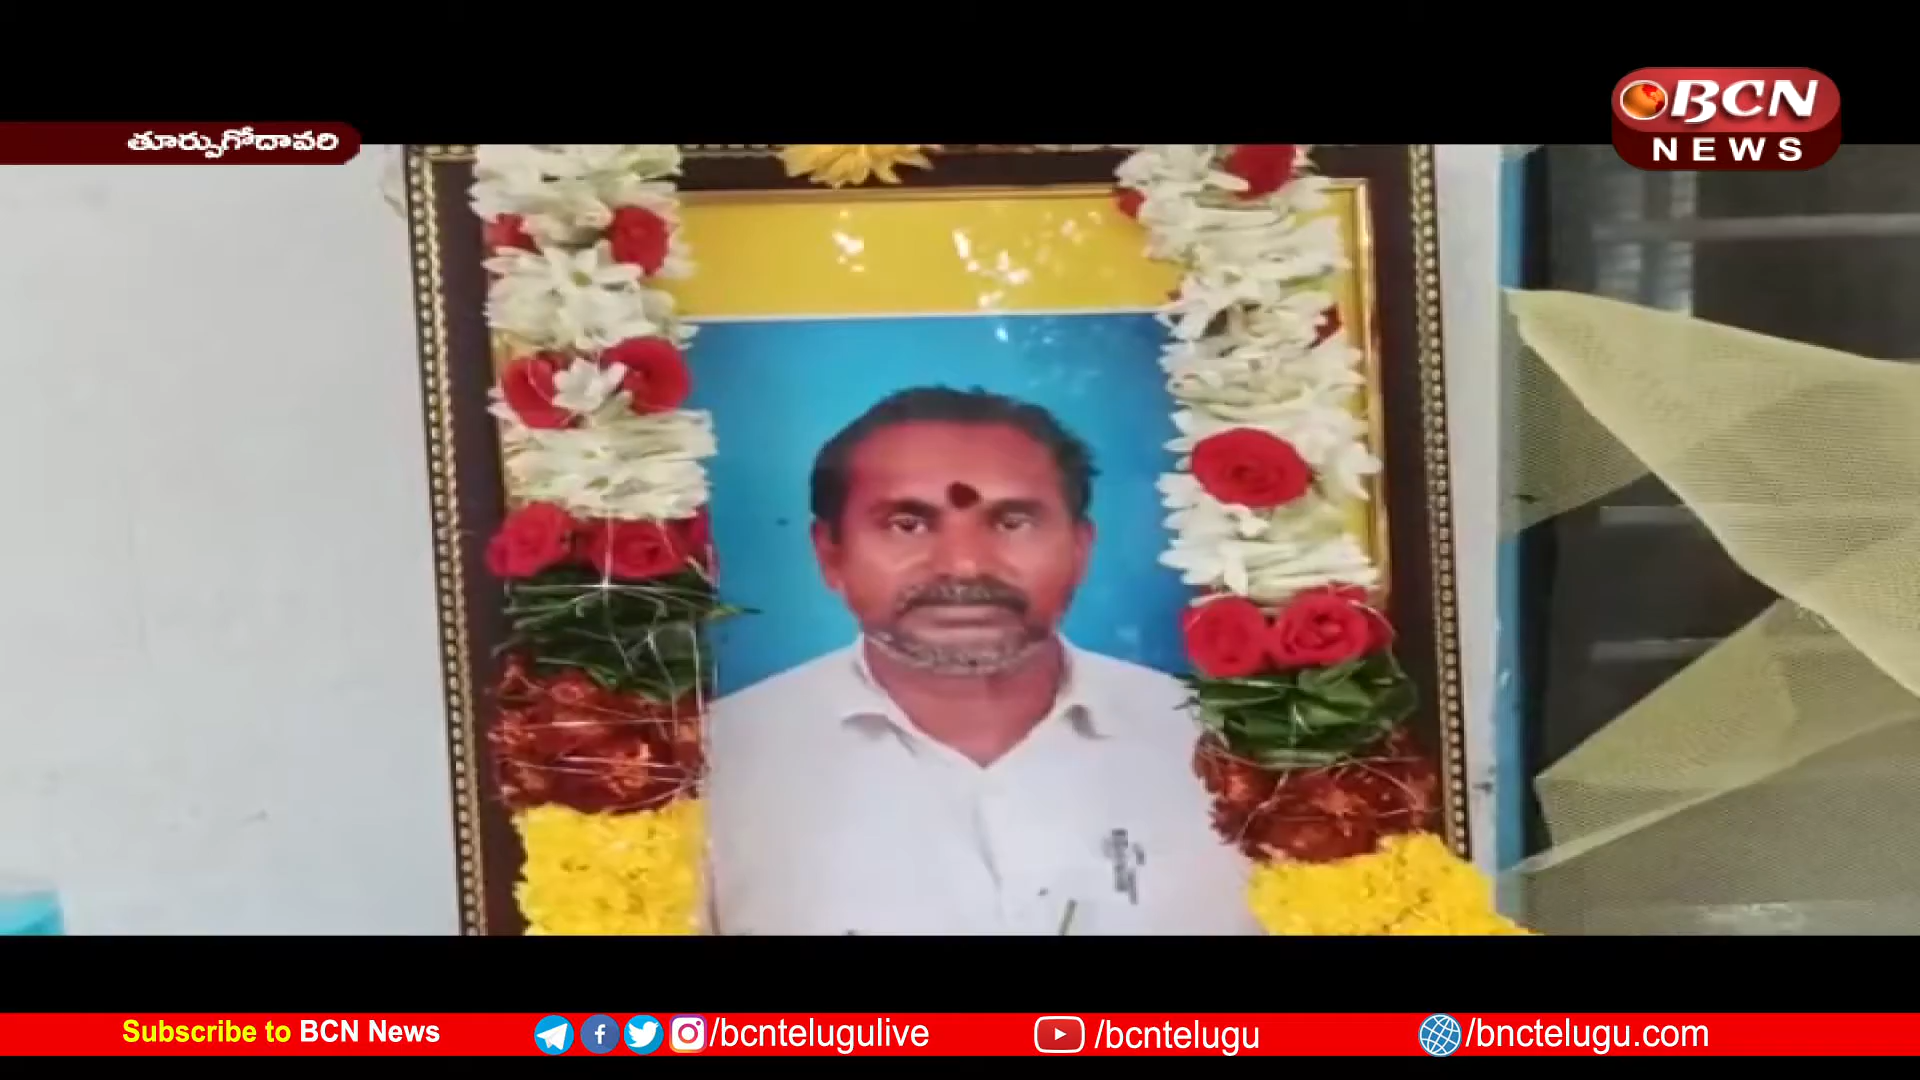 BCN
NEWS
తూర్పుగోదావరి
Subscribe to BCN News
/bcntelugulive
/bcntelugu
/bnctelugu.com